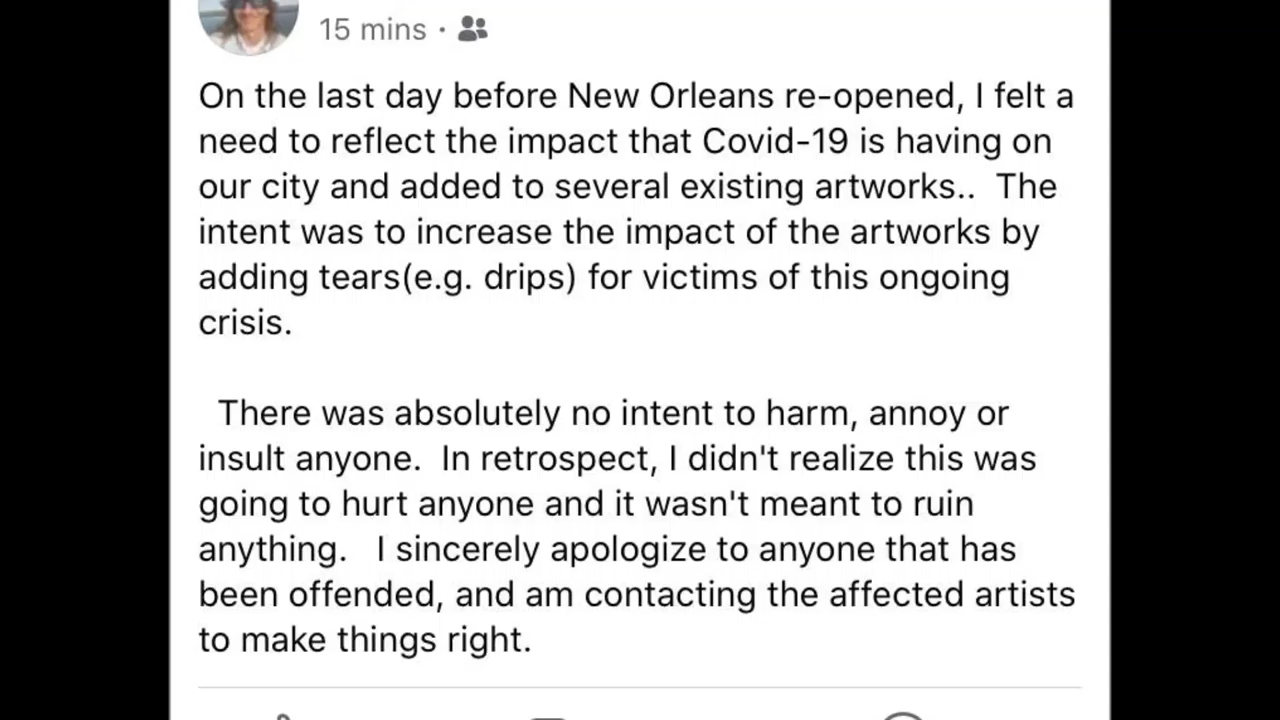 15 mins ·
On the last day before New Orleans re-opened, I felt a
need to reflect the impact that Covid-19 is having on
our city and added to several existing artworks..  The
intent was to increase the impact of the artworks by
adding tears(e.g. drips) for victims of this ongoing
crisis.
There was absolutely no intent to harm, annoy or
insult anyone.  In retrospect, I didn't realize this was
going to hurt anyone and it wasn't meant to ruin
anything.   I sincerely apologize to anyone that has
been offended, and am contacting the affected artists
to make things right.